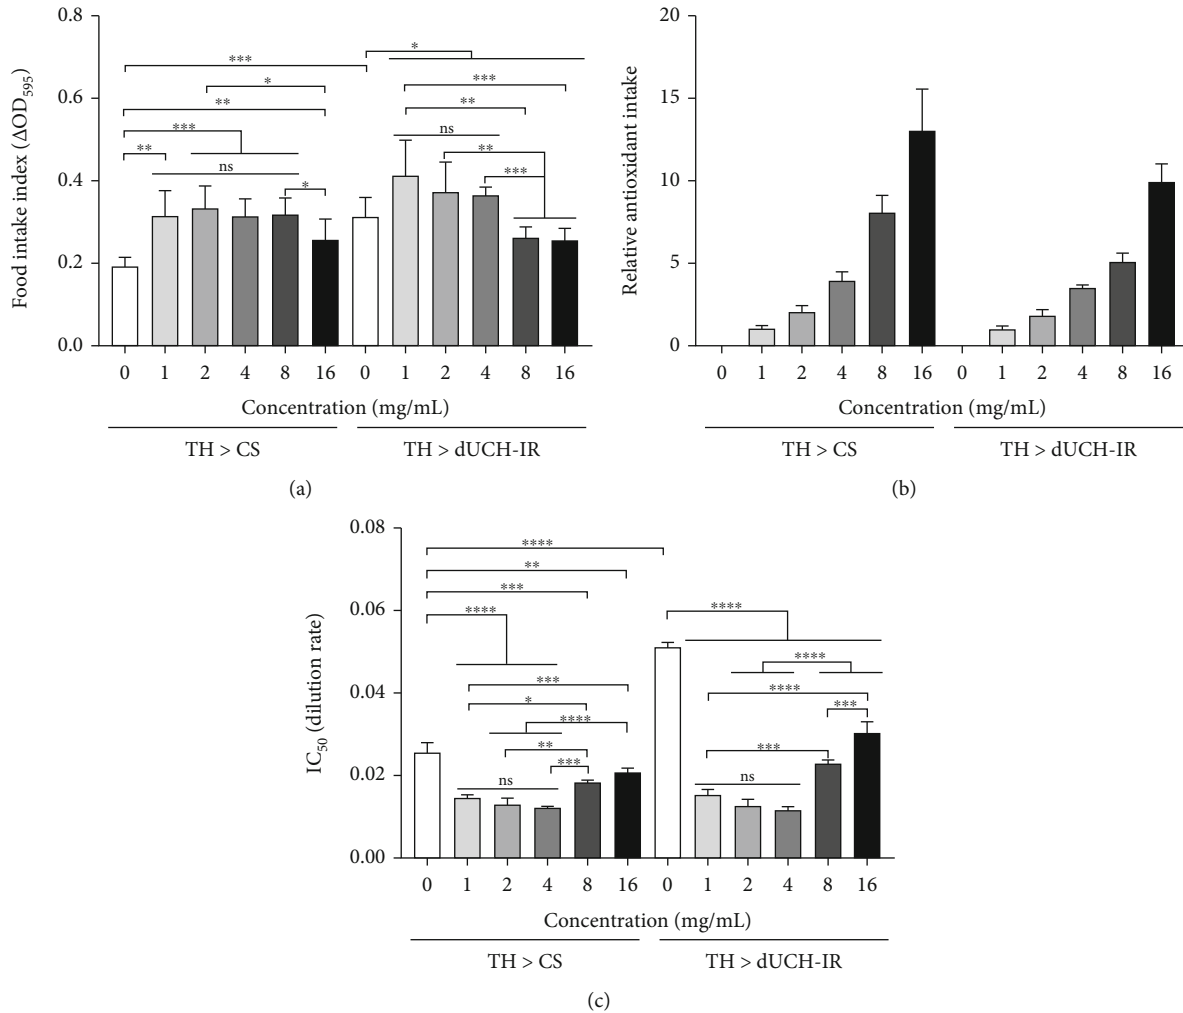 0.8
0.6
0.4
0.2
0.0
Food intake index (ΔOD595)
***
*
**
***
**
ns
*
*
***
**
ns
**
***
0 1 2 4 8 16 0 1 2 4 8 16
Concentration (mg/mL)
TH > CS TH > dUCH-IR
(a)
20
15
10
5
0
Relative antioxidant intake
0 1 2 4 8 16 0 1 2 4 8 16
Concentration (mg/mL)
TH > CS TH > dUCH-IR
(b)
0.08
0.06
0.04
0.02
0.00
IC50 (dilution rate)
****
**
***
****
***
*
****
**
***
ns
****
****
****
***
***
ns
0 1 2 4 8 16 0 1 2 4 8 16
Concentration (mg/mL)
TH > CS TH > dUCH-IR
(c)